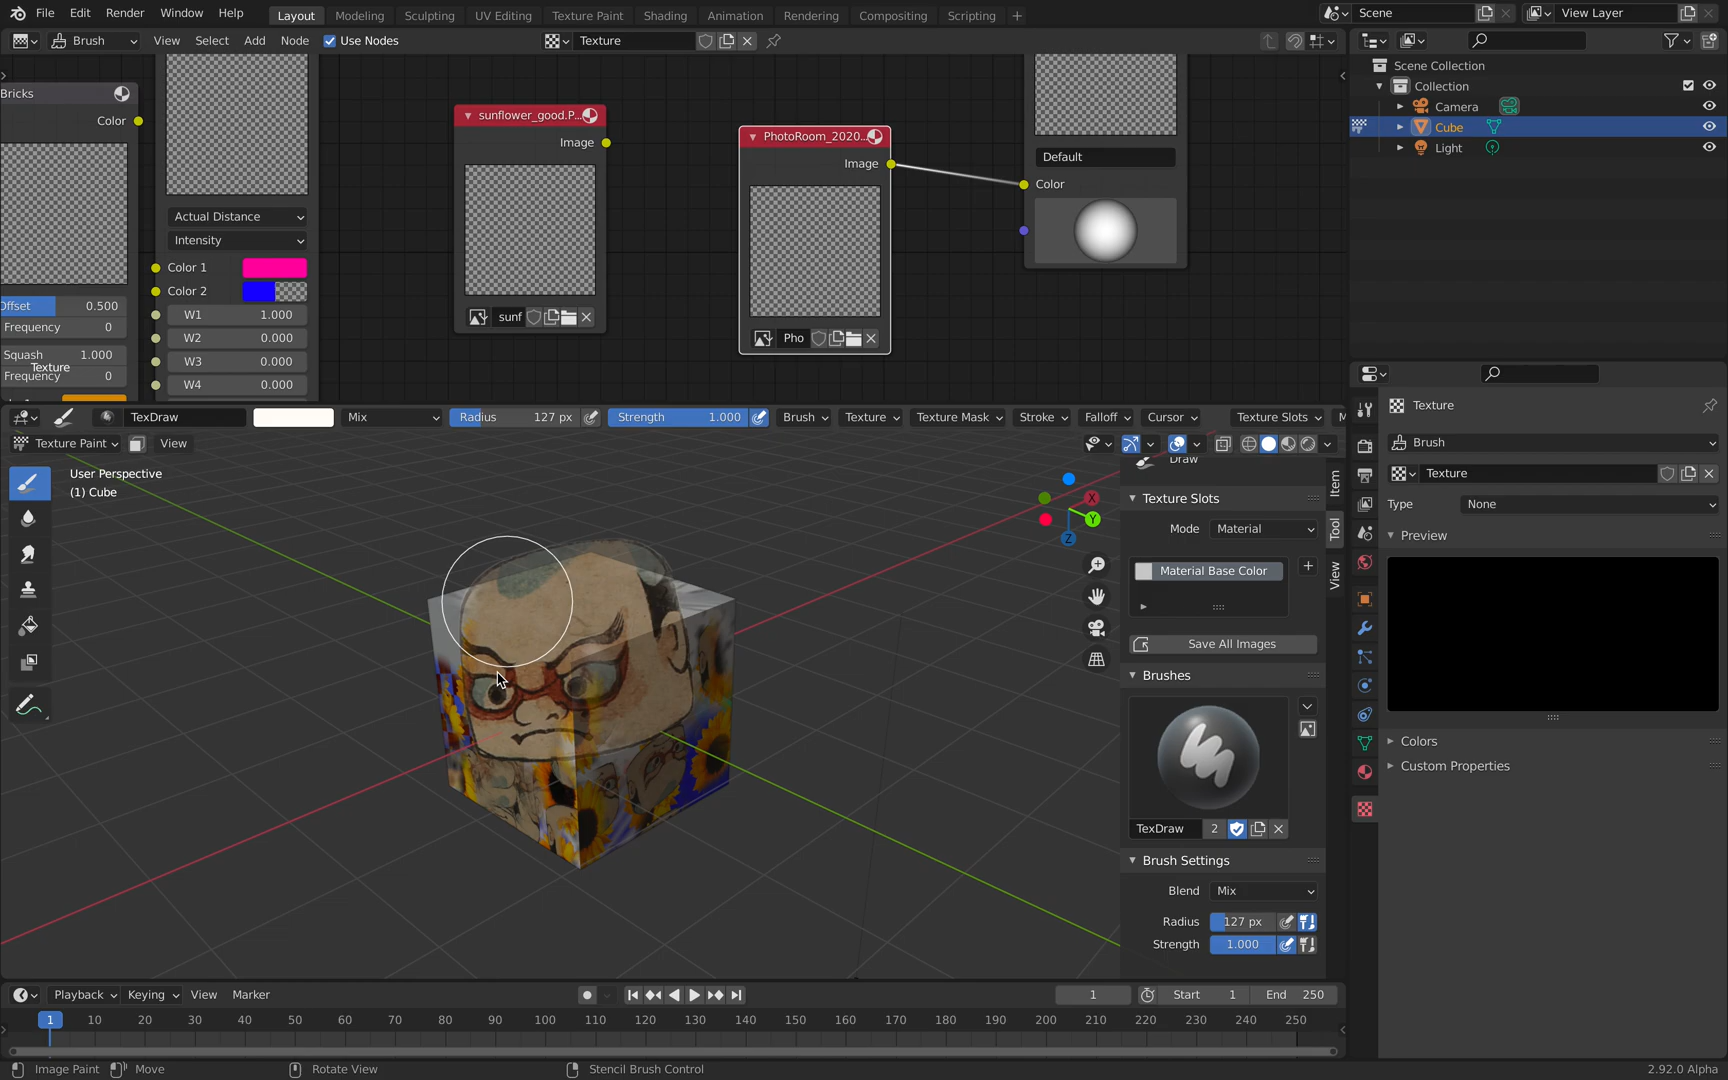 File Edit Render Window Help Layout Modeling Sculpting UV Editing Texture Paint Shading Animation Rendering Compositing Scripting + Scene View Layer
Brush View Select Add Node Use Nodes Texture
Bricks
Color
Offset 0.500
Frequency 0
Squash 1.000
Texture
Frequency 0
Actual Distance
Intensity
Color 1
Color 2
W1 1.000
W2 0.000
W3 0.000
W4 0.000
sunflower_good.P...
Image
sunf
PhotoRoom_2020...
Image
Pho
Default
Color
Scene Collection
Collection
Camera
Cube
Light
TexDraw Mix Radius 127 px Strength 1.000 Brush Texture Texture Mask Stroke Falloff Cursor Texture Slots
Texture Paint View
User Perspective
(1) Cube
X
Y
Z
Draw
Texture Slots
Mode Material
Material Base Color
Save All Images
Brushes
TexDraw 2
Brush Settings
Blend Mix
Radius 127 px
Strength 1.000
Item
Tool
View
Texture
Brush
Texture
Type None
Preview
Colors
Custom Properties
Playback Keying View Marker 1 Start 1 End 250
1 10 20 30 40 50 60 70 80 90 100 110 120 130 140 150 160 170 180 190 200 210 220 230 240 250
Image Paint Move Rotate View Stencil Brush Control 2.92.0 Alpha